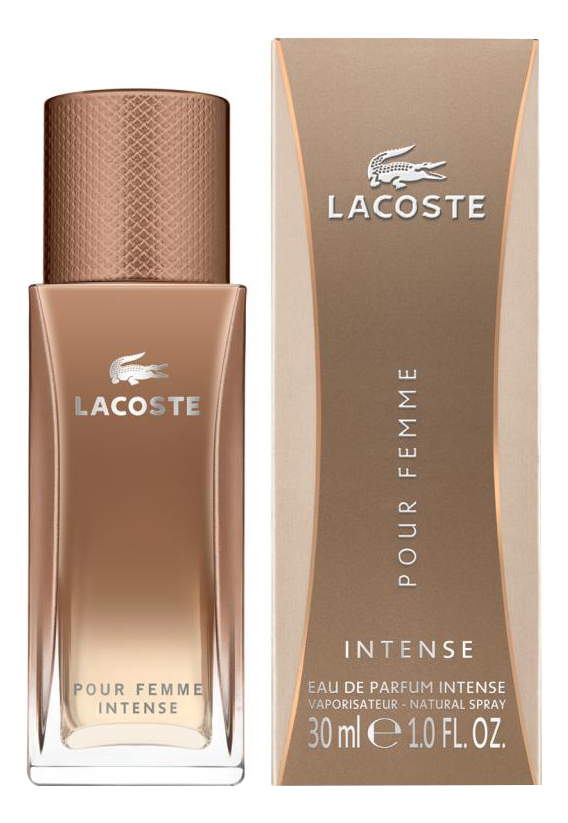 LACOSTE
POUR FEMME
INTENSE
LACOSTE
POUR FEMME
INTENSE
EAU DE PARFUM INTENSE
VAPORISATEUR - NATURAL SPRAY
30 ml ℮ 1.0 FL. OZ.